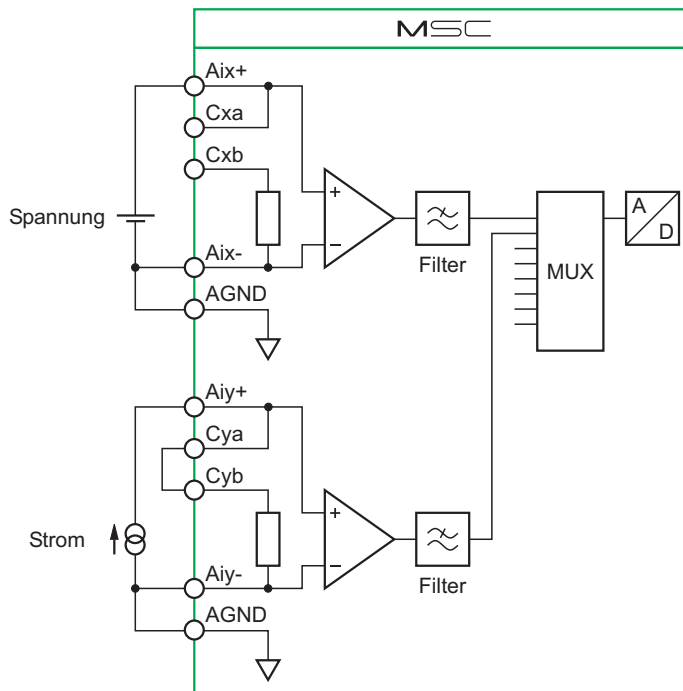 MSC
Aix+
Cxa
Cxb
Spannung
+
−
Aix-
AGND
Filter
MUX
A
D
Aiy+
Cya
Cyb
Strom
+
−
Aiy-
AGND
Filter